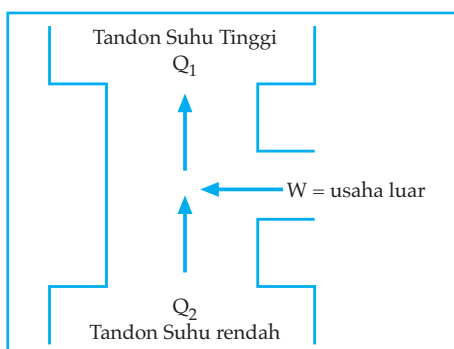 Tandon Suhu Tinggi
Q₁
W = usaha luar
Q₂
Tandon Suhu rendah